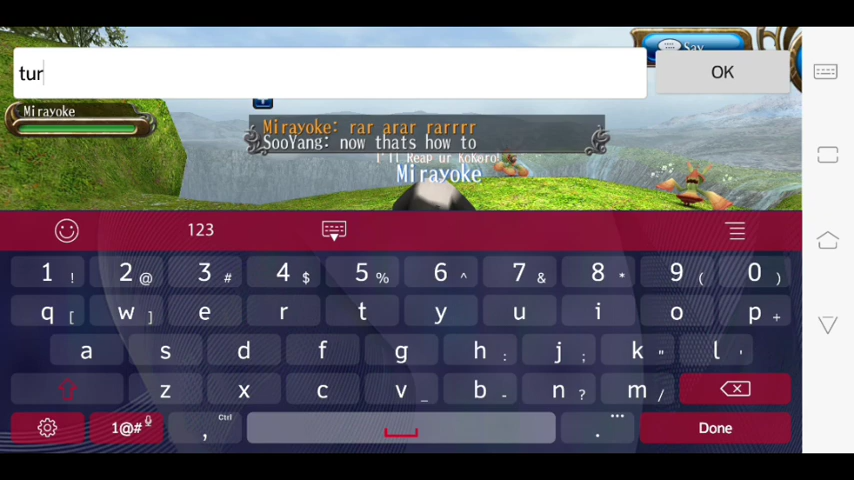 Say
tur
OK
Mirayoke
Mirayoke: rar arar rarrrr
SooYang: now thats how to
I'll Reap ur Kokoro!
Mirayoke
123
1 ! 2 @ 3 # 4 $ 5 % 6 ^ 7 & 8 * 9 ( 0 )
q [ w ] e r t y u i o p +
a s d f g h : j ; k " l '
z x c v _ b - n ? m /
1@# , Ctrl . ... Done